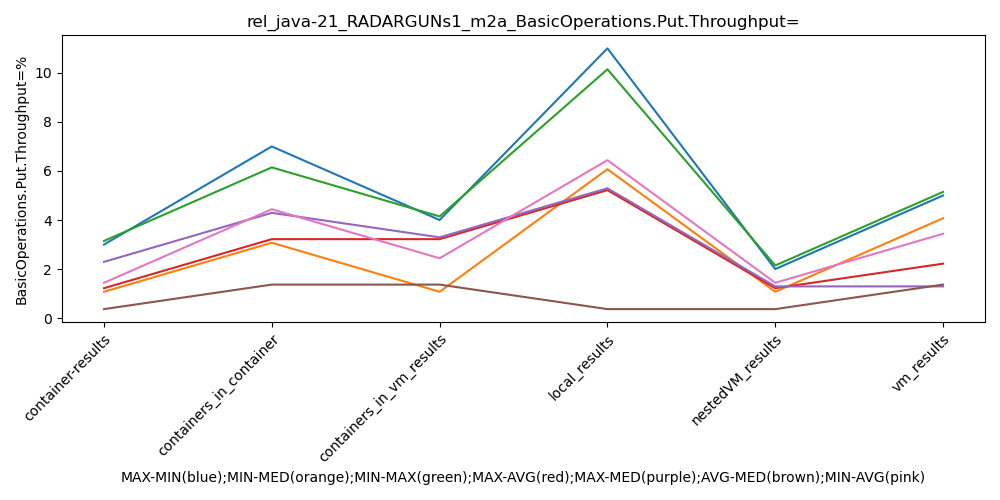 rel_java-21_RADARGUNs1_m2a_BasicOperations.Put.Throughput=
BasicOperations.Put.Throughput=%
10
8
6
4
2
0
container-results
containers_in_container
containers_in_vm_results
local_results
nestedVM_results
vm_results
MAX-MIN(blue);MIN-MED(orange);MIN-MAX(green);MAX-AVG(red);MAX-MED(purple);AVG-MED(brown);MIN-AVG(pink)